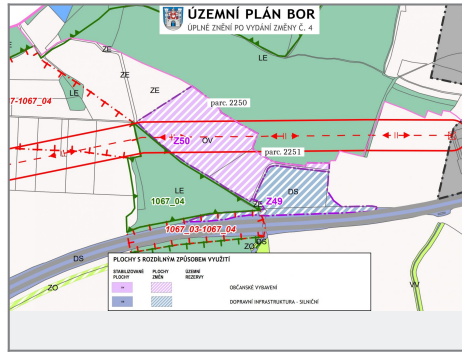 ÚZEMNÍ PLÁN BOR
ÚPLNÉ ZNĚNÍ PO VYDÁNÍ ZMĚNY Č. 4
LE
ZE
ZE
ZE
LE
7-1067_04
parc. 2250
Z50
OV
parc. 2251
LE
1067_04
DS
ZE
Z49
1067_03-1067_04
DS
ZO
DS
ZO
VV
PLOCHY S ROZDÍLNÝM ZPŮSOBEM VYUŽITÍ
STABILIZOVANÉ PLOCHY
PLOCHY ZMĚN
ÚZEMNÍ REZERVY
OBČANSKÉ VYBAVENÍ
DOPRAVNÍ INFRASTRUKTURA - SILNIČNÍ